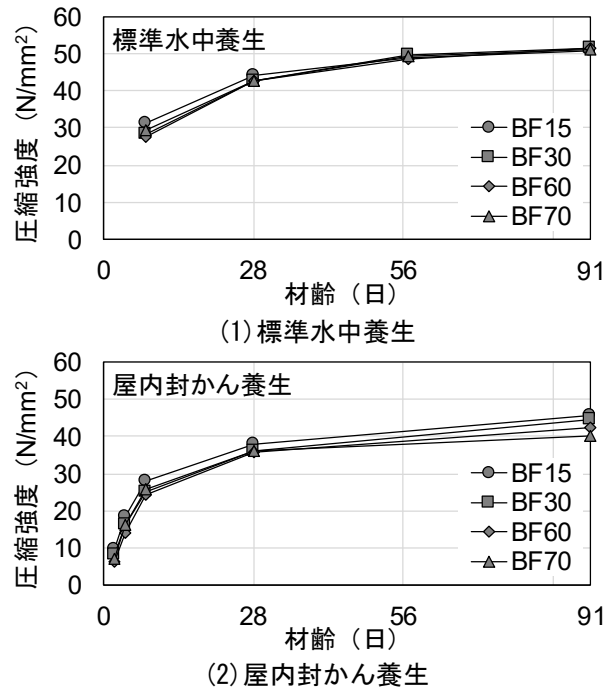 60
50
40
30
20
10
0
圧縮強度 (N/mm²)
標準水中養生
BF15
BF30
BF60
BF70
0 28 56 91
材齢（日）
(1)標準水中養生
60
50
40
30
20
10
0
圧縮強度 (N/mm²)
屋内封かん養生
BF15
BF30
BF60
BF70
0 28 56 91
材齢（日）
(2)屋内封かん養生